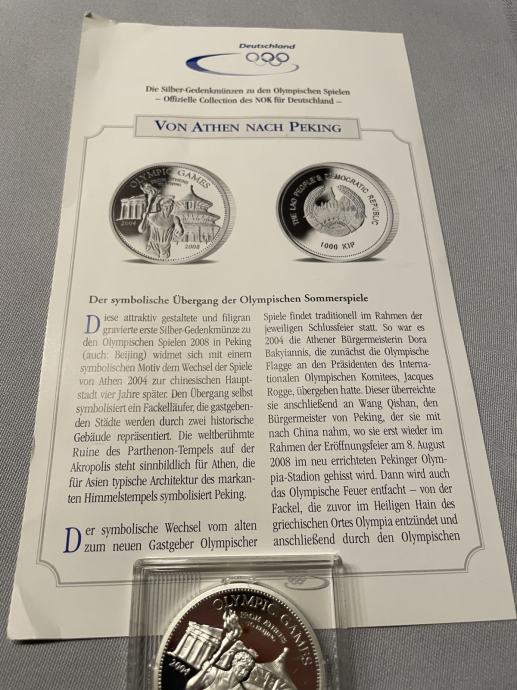 Deutschland
Die Silber-Gedenkmünzen zu den Olympischen Spielen
– Offizielle Collection des NOK für Deutschland –
VON ATHEN NACH PEKING
OLYMPIC GAMES
FROM ATHENS
TO BEIJING
2004
2008
THE LAO PEOPLE'S DEMOCRATIC REPUBLIC
1000 KIP
Der symbolische Übergang der Olympischen Sommerspiele
Diese attraktiv gestaltete und filigran
gravierte erste Silber-Gedenkmünze zu
den Olympischen Spielen 2008 in Peking
(auch: Beijing) widmet sich mit einem
symbolischen Motiv dem Wechsel der Spiele
von Athen 2004 zur chinesischen Haupt-
stadt vier Jahre später. Den Übergang selbst
symbolisiert ein Fackelläufer, die gastgeben-
den Städte werden durch zwei historische
Gebäude repräsentiert. Die weltberühmte
Ruine des Parthenon-Tempels auf der
Akropolis steht sinnbildlich für Athen, die
für Asien typische Architektur des markan-
ten Himmelstempels symbolisiert Peking.
Der symbolische Wechsel vom alten
zum neuen Gastgeber Olympischer
Spiele findet traditionell im Rahmen der
jeweiligen Schlussfeier statt. So war es
2004 die Athener Bürgermeisterin Dora
Bakyiannis, die zunächst die Olympische
Flagge an den Präsidenten des Interna-
tionalen Olympischen Komitees, Jacques
Rogge, übergeben hatte. Dieser überreichte
sie anschließend an Wang Qishan, den
Bürgermeister von Peking, der sie mit
nach China nahm, wo sie erst wieder im
Rahmen der Eröffnungsfeier am 8. August
2008 im neu errichteten Pekinger Olym-
pia-Stadion gehisst wird. Dann wird auch
das Olympische Feuer entfacht – von der
Fackel, die zuvor im Heiligen Hain des
griechischen Ortes Olympia entzündet und
anschließend durch den Olympischen
OLYMPIC GAMES
FROM ATHENS
TO BEIJING
2004